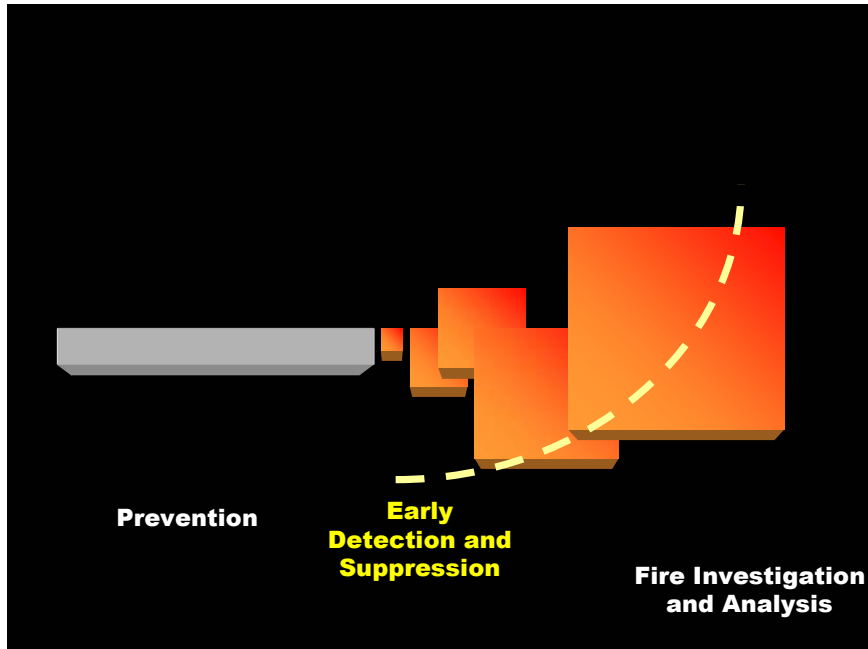 Prevention
Early
Detection and
Suppression
Fire Investigation
and Analysis